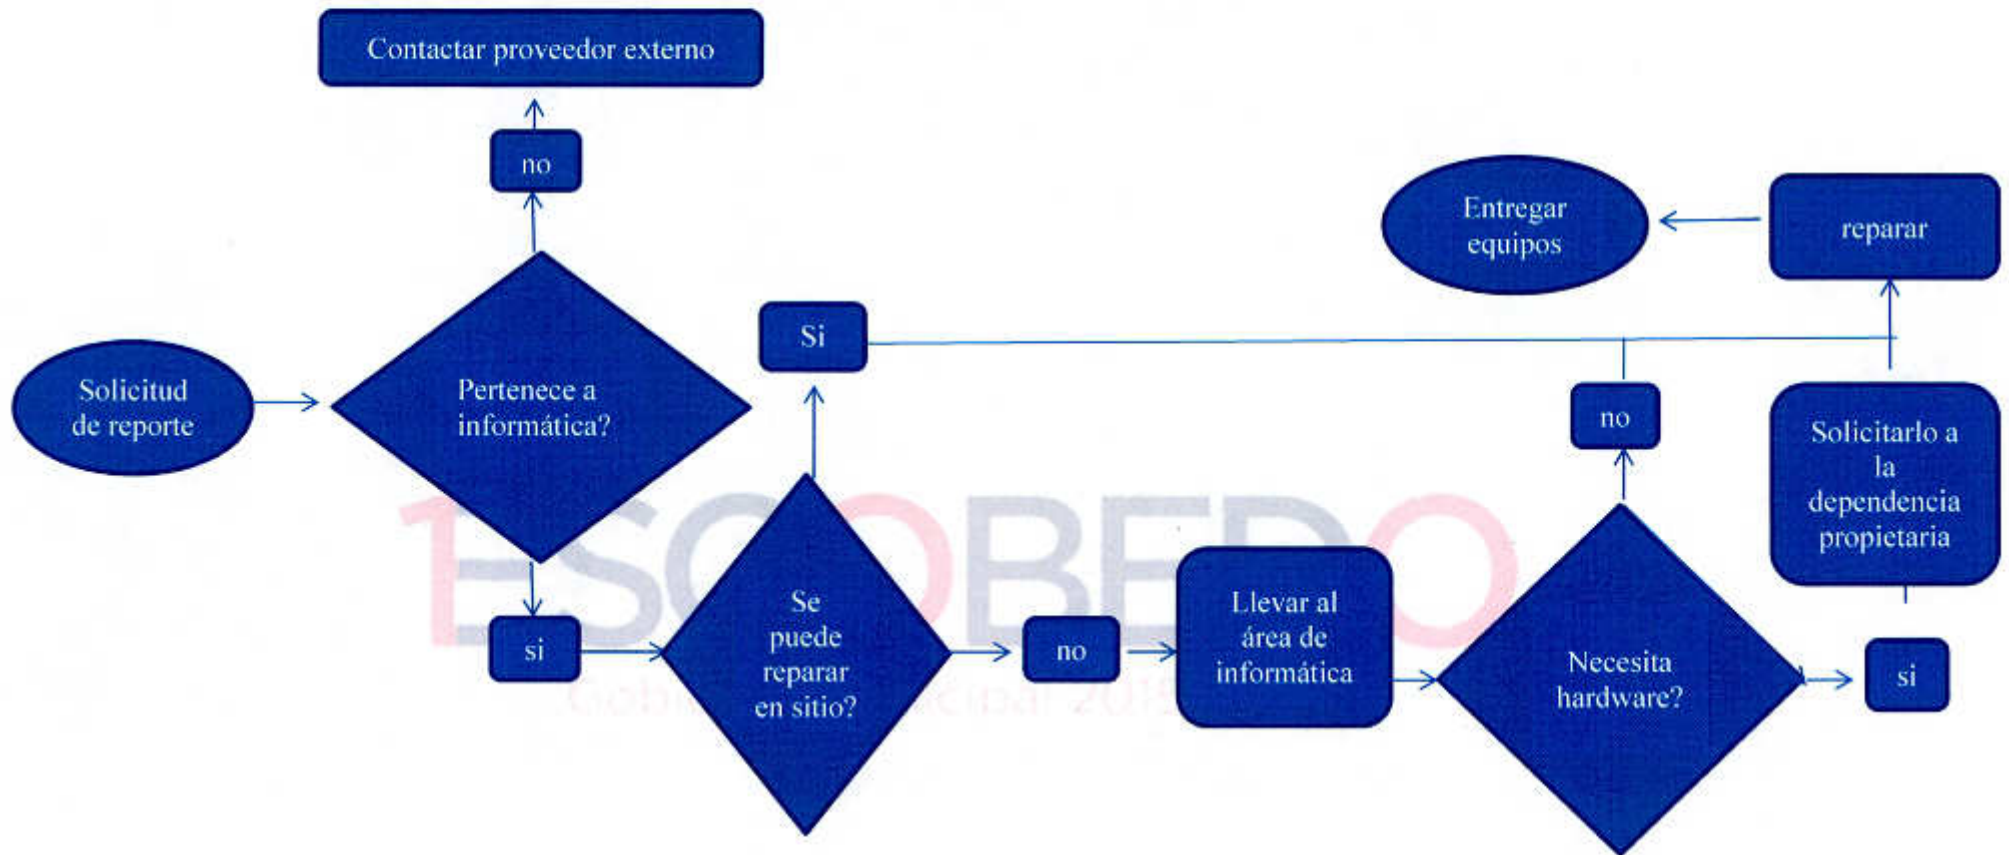 Contactar proveedor externo
no
Entregar
equipos
reparar
Si
Solicitud
de reporte
Pertenece a
informática?
no
Solicitarlo a
la
dependencia
propietaria
1ESCOBEDO
Se
puede
reparar
en sitio?
si
no
Llevar al
área de
informática
Necesita
hardware?
si